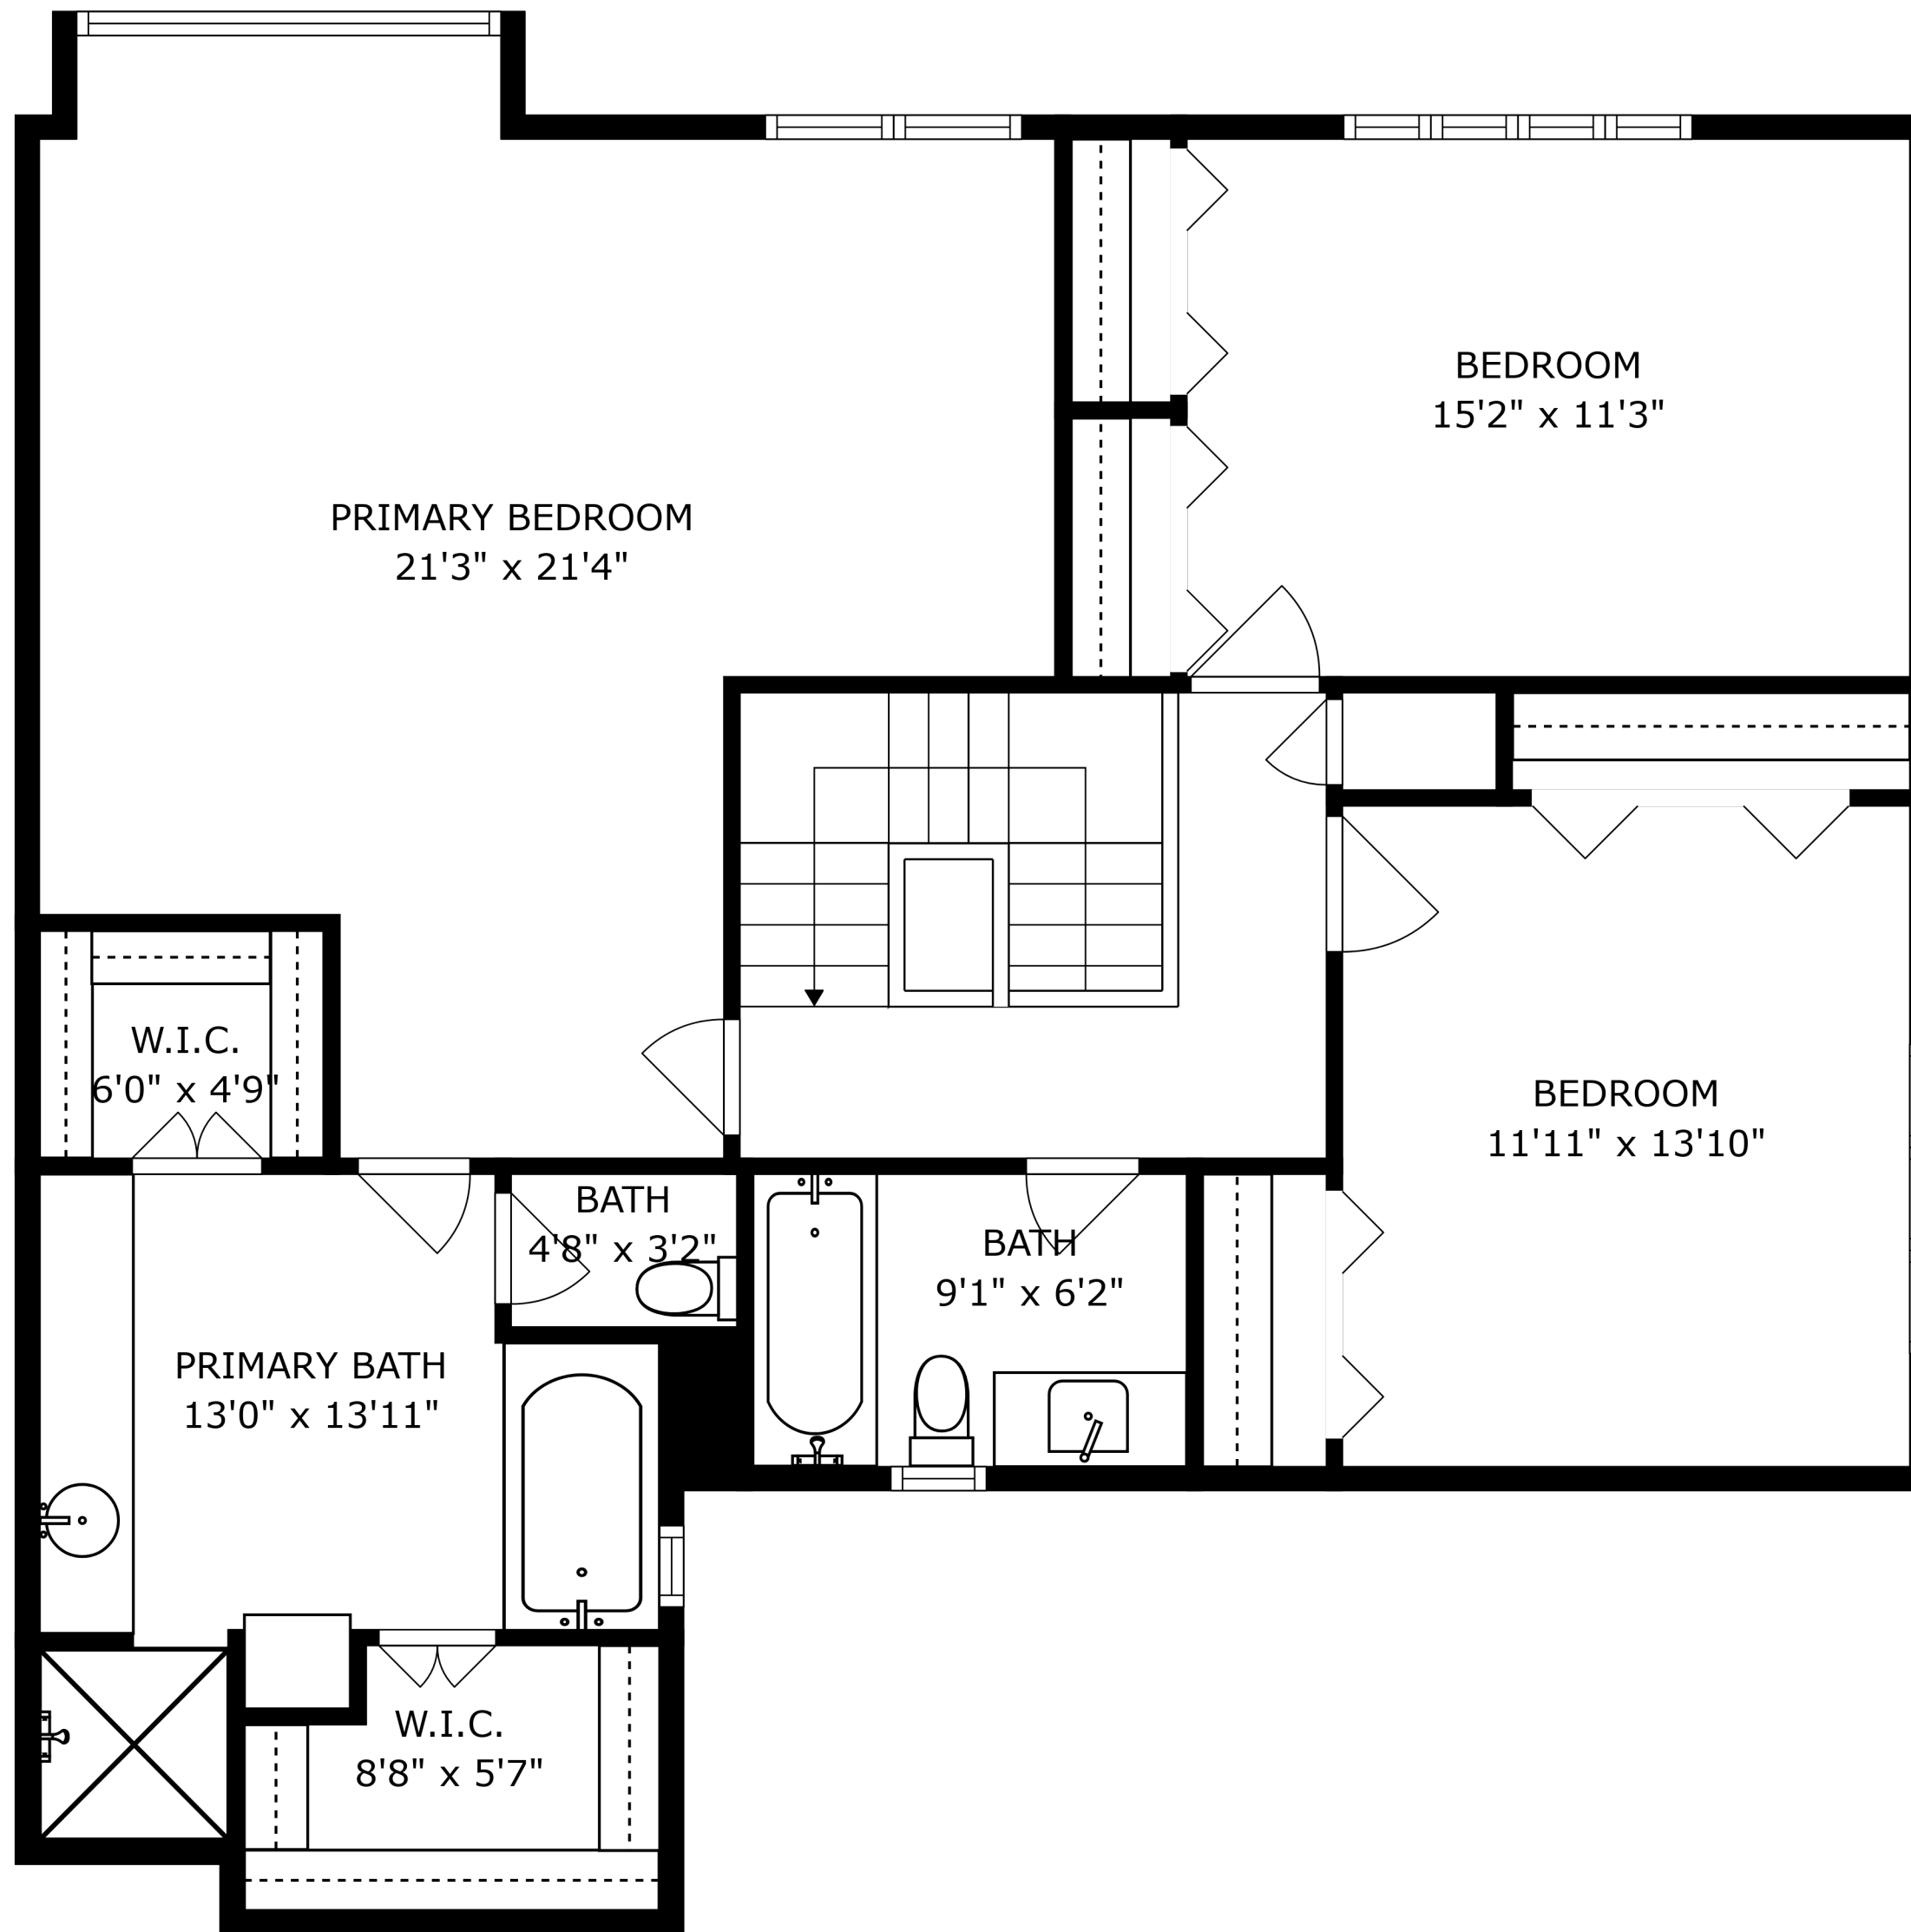 BEDROOM
15'2" x 11'3"
PRIMARY BEDROOM
21'3" x 21'4"
W.I.C.
6'0" x 4'9"
BEDROOM
11'11" x 13'10"
BATH
4'8" x 3'2"
BATH
9'1" x 6'2"
PRIMARY BATH
13'0" x 13'11"
W.I.C.
8'8" x 5'7"